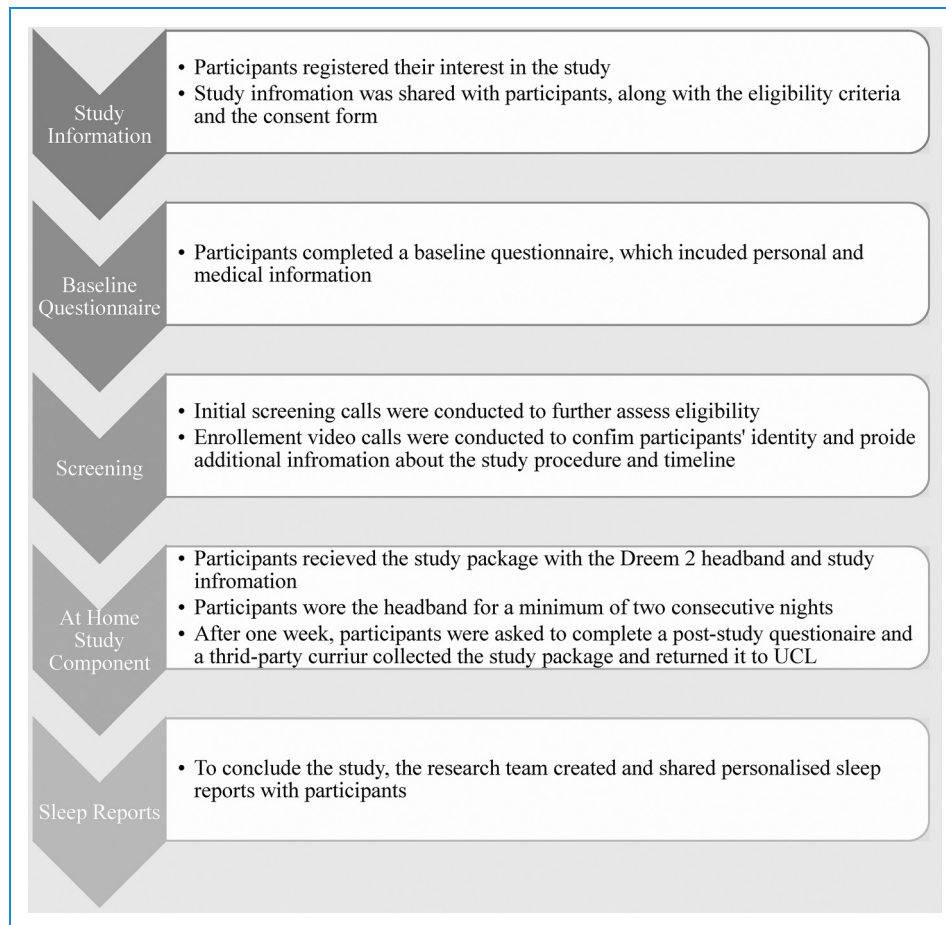 Study
Information
• Participants registered their interest in the study
• Study infromation was shared with participants, along with the eligibility criteria
and the consent form
Baseline
Questionnaire
• Participants completed a baseline questionnaire, which incuded personal and
medical information
Screening
• Initial screening calls were conducted to further assess eligibility
• Enrollement video calls were conducted to confim participants' identity and proide
additional infromation about the study procedure and timeline
At Home
Study
Component
• Participants recieved the study package with the Dreem 2 headband and study
infromation
• Participants wore the headband for a minimum of two consecutive nights
• After one week, participants were asked to complete a post-study questionaire and
a thrid-party curriur collected the study package and returned it to UCL
Sleep Reports
• To conclude the study, the research team created and shared personalised sleep
reports with participants